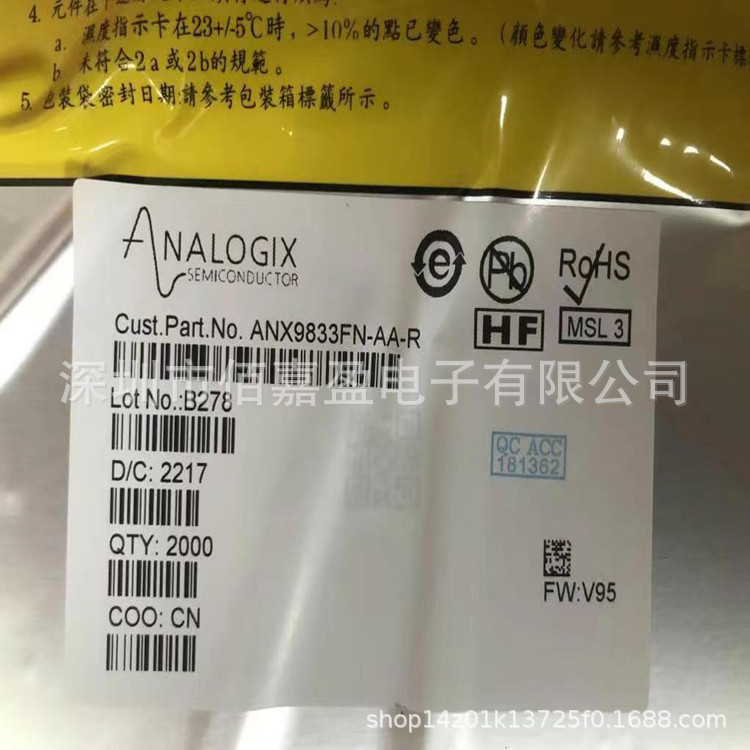 4. 元件在
a. 濕度指示卡在23+/-5°C時，>10%的點已變色。(顏色變化請參考濕度指示卡標
b. 未符合2a或2b的規範。
5. 包裝袋密封日期:請參考包裝箱標籤所示。
ANALOGIX
SEMICONDUCTOR
e
Pb
RoHS
HF
MSL 3
Cust.Part.No. ANX9833FN-AA-R
深圳市佰嘉盈电子有限公司
Lot No.:B278
QC ACC
181362
D/C: 2217
QTY: 2000
FW:V95
COO: CN
shop14z01k13725f0.1688.com